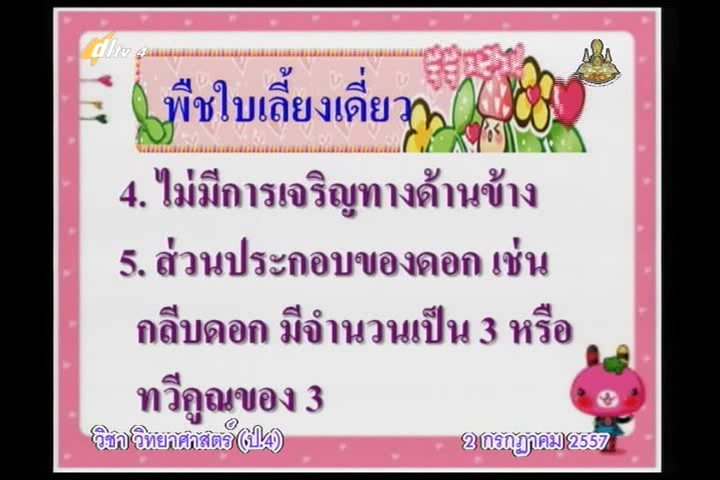 dltv 4
พืชใบเลี้ยงเดี่ยว
4. ไม่มีการเจริญทางด้านข้าง
5. ส่วนประกอบของดอก เช่น
กลีบดอก มีจำนวนเป็น 3 หรือ
ทวีคูณของ 3
วิชา วิทยาศาสตร์ (ป.4)
2 กรกฎาคม 2557